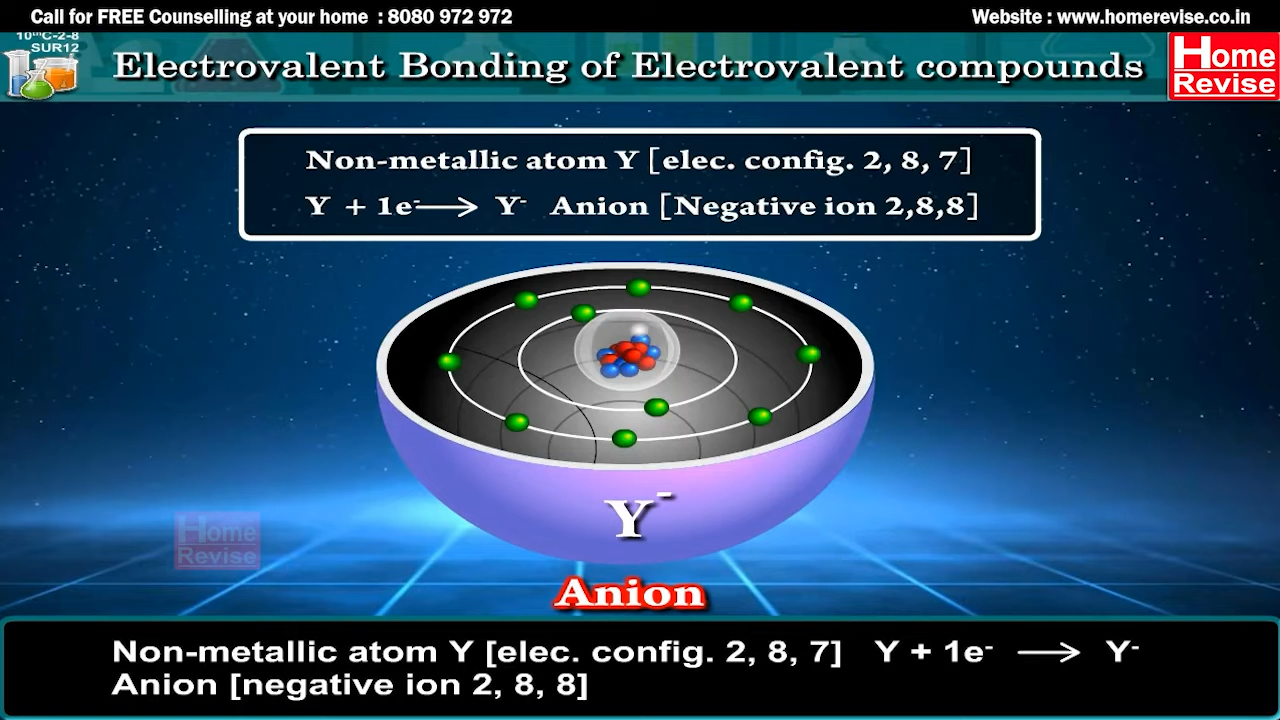 Call for FREE Counselling at your home : 8080 972 972
Website : www.homerevise.co.in
10thC-2-8
SUR12
Electrovalent Bonding of Electrovalent compounds
Home
Revise
Non-metallic atom Y [elec. config. 2, 8, 7]
Y + 1e⁻ ⟶ Y⁻ Anion [Negative ion 2,8,8]
Y⁻
Home
Revise
Anion
Non-metallic atom Y [elec. config. 2, 8, 7] Y + 1e⁻ ⟶ Y⁻
Anion [negative ion 2, 8, 8]